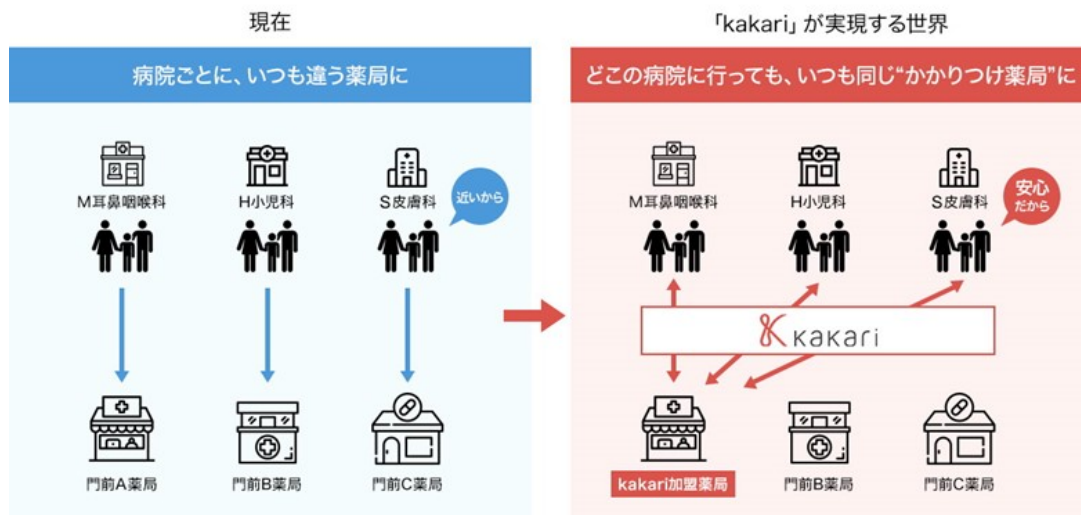 現在
病院ごとに、いつも違う薬局に
M耳鼻咽喉科
H小児科
S皮膚科
近いから
門前A薬局
門前B薬局
門前C薬局
「kakari」が実現する世界
どこの病院に行っても、いつも同じ“かかりつけ薬局”に
M耳鼻咽喉科
H小児科
S皮膚科
安心
だから
kakari
kakari加盟薬局
門前B薬局
門前C薬局